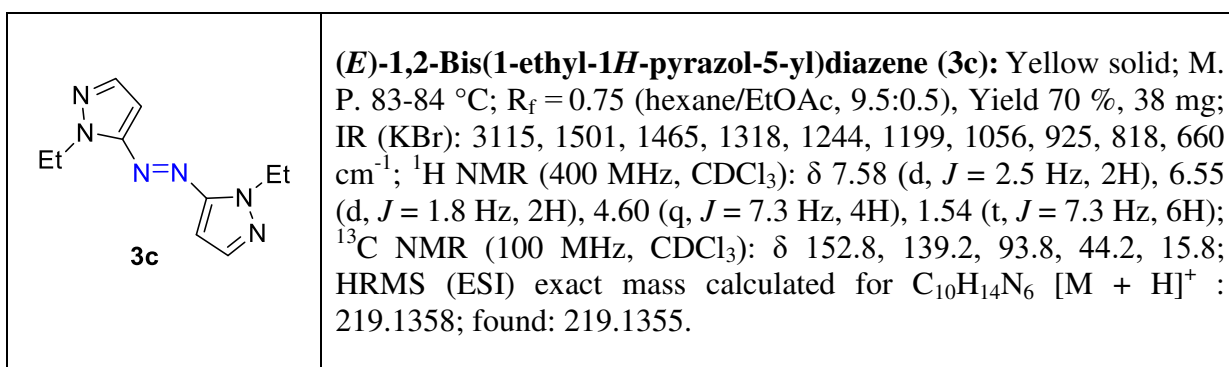 N
N
Et
N=N
Et
N
N
3c
(E)-1,2-Bis(1-ethyl-1H-pyrazol-5-yl)diazene (3c): Yellow solid; M.
P. 83-84 °C; Rf = 0.75 (hexane/EtOAc, 9.5:0.5), Yield 70 %, 38 mg;
IR (KBr): 3115, 1501, 1465, 1318, 1244, 1199, 1056, 925, 818, 660
cm-1; 1H NMR (400 MHz, CDCl3): δ 7.58 (d, J = 2.5 Hz, 2H), 6.55
(d, J = 1.8 Hz, 2H), 4.60 (q, J = 7.3 Hz, 4H), 1.54 (t, J = 7.3 Hz, 6H);
13C NMR (100 MHz, CDCl3): δ 152.8, 139.2, 93.8, 44.2, 15.8;
HRMS (ESI) exact mass calculated for C10H14N6 [M + H]+ :
219.1358; found: 219.1355.